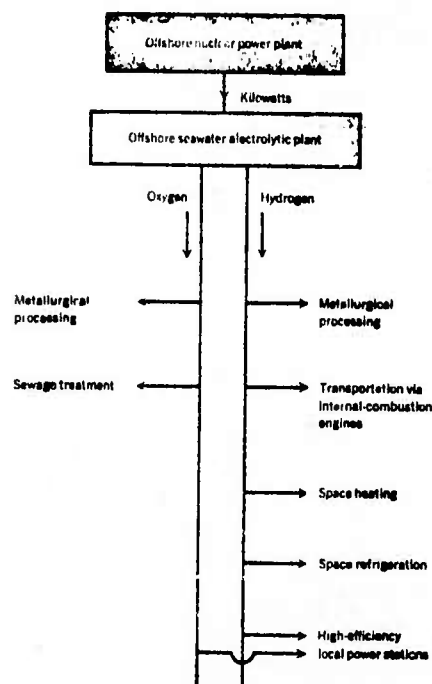 Offshore nuclear power plant
Kilowatts
Offshore seawater electrolytic plant
Oxygen
Hydrogen
Metallurgical
processing
Metallurgical
processing
Sewage treatment
Transportation via
internal-combustion
engines
Space heating
Space refrigeration
High-efficiency
local power stations